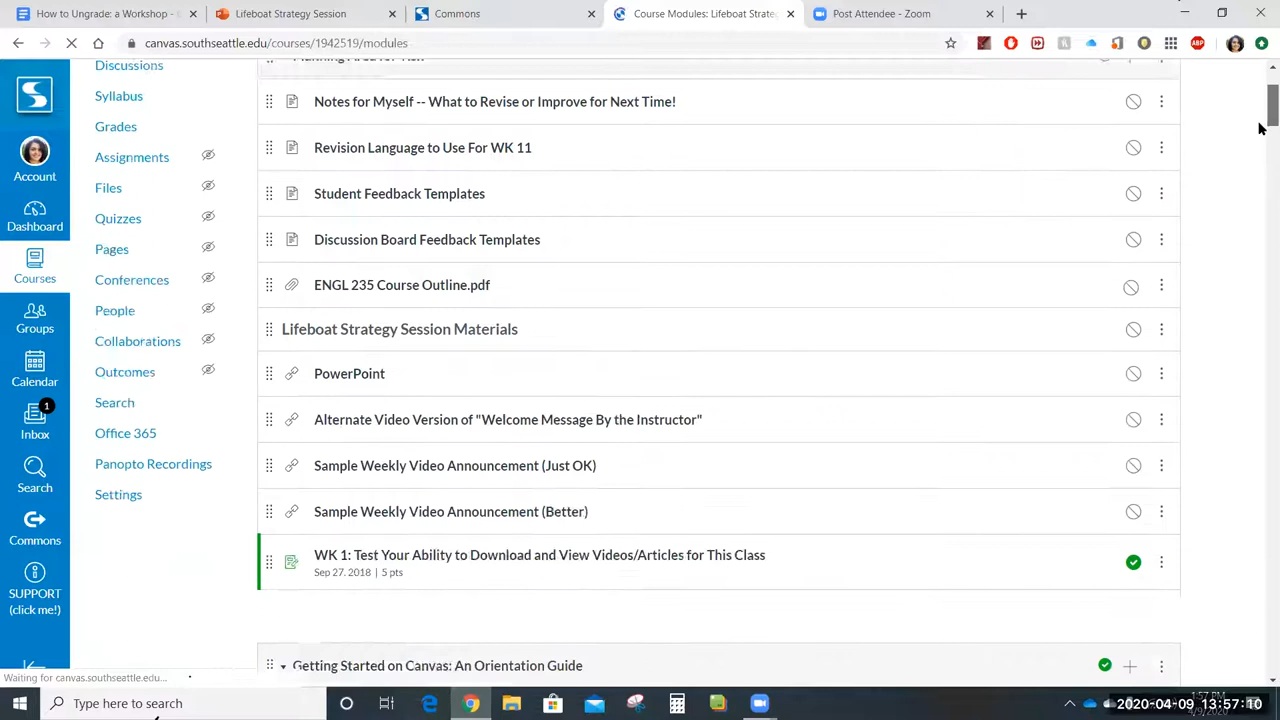 How to Ungrade: a Workshop -
Lifeboat Strategy Session
Commons
Course Modules: Lifeboat Strate
Post Attendee - Zoom
canvas.southseattle.edu/courses/1942519/modules
ABP
Account
Dashboard
Courses
Groups
Calendar
1
Inbox
Search
Commons
SUPPORT
(click me!)
Discussions
Syllabus
Grades
Assignments
Files
Quizzes
Pages
Conferences
People
Collaborations
Outcomes
Search
Office 365
Panopto Recordings
Settings
Notes for Myself -- What to Revise or Improve for Next Time!
Revision Language to Use For WK 11
Student Feedback Templates
Discussion Board Feedback Templates
ENGL 235 Course Outline.pdf
Lifeboat Strategy Session Materials
PowerPoint
Alternate Video Version of "Welcome Message By the Instructor"
Sample Weekly Video Announcement (Just OK)
Sample Weekly Video Announcement (Better)
WK 1: Test Your Ability to Download and View Videos/Articles for This Class
Sep 27, 2018 | 5 pts
Getting Started on Canvas: An Orientation Guide
Waiting for canvas.southseattle.edu...
Type here to search
1:57 PM
2020-04-09 13:57:10